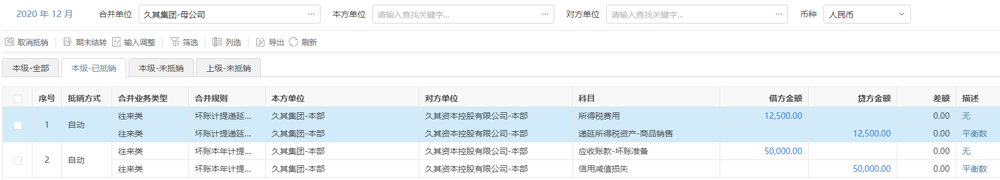 2020 年 12 月 合并单位 久其集团-母公司 ... 本方单位 请输入查找关键字... ... 对方单位 请输入查找关键字... ... 币种 人民币
取消抵销 期末结转 输入调整 筛选 列选 导出 刷新
本级-全部 本级-已抵销 本级-未抵销 上级-未抵销
序号 抵销方式 合并业务类型 合并规则 本方单位 对方单位 科目 借方金额 贷方金额 差额 描述
1 自动 往来类 坏账计提递延... 久其集团-本部 久其资本控股有限公司-本部 所得税费用 12,500.00 0.00 无
往来类 坏账计提递延... 久其集团-本部 久其资本控股有限公司-本部 递延所得税资产-商品销售 12,500.00 0.00 平衡数
2 自动 往来类 坏账本年计提... 久其集团-本部 久其资本控股有限公司-本部 应收账款-坏账准备 50,000.00 0.00 无
往来类 坏账本年计提... 久其集团-本部 久其资本控股有限公司-本部 信用减值损失 50,000.00 0.00 平衡数